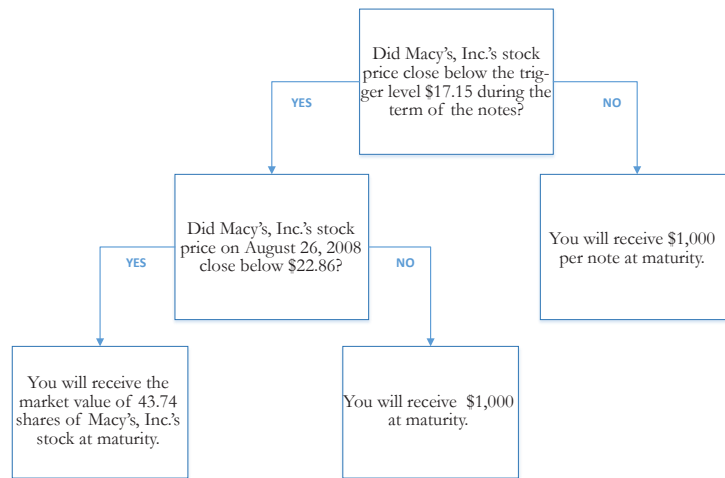 Did Macy's, Inc.'s stock
price close below the trig-
ger level $17.15 during the
term of the notes?
YES
NO
Did Macy's, Inc.'s stock
price on August 26, 2008
close below $22.86?
You will receive $1,000
per note at maturity.
YES
NO
You will receive the
market value of 43.74
shares of Macy's, Inc.'s
stock at maturity.
You will receive $1,000
at maturity.